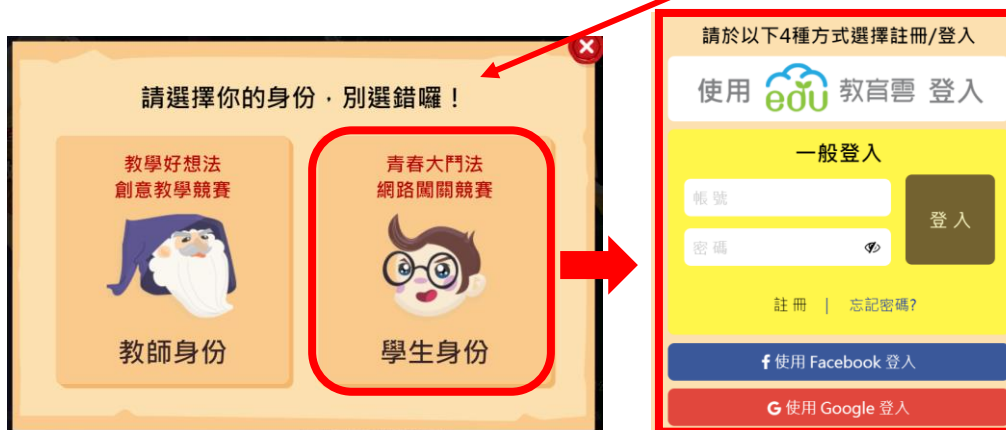 請選擇你的身份，別選錯囉！
教學好想法
創意教學競賽
教師身份
青春大鬥法
網路闖關競賽
學生身份
請於以下4種方式選擇註冊/登入
使用 edu 教育雲 登入
一般登入
帳號
密碼
登入
註冊 | 忘記密碼?
f 使用 Facebook 登入
G 使用 Google 登入